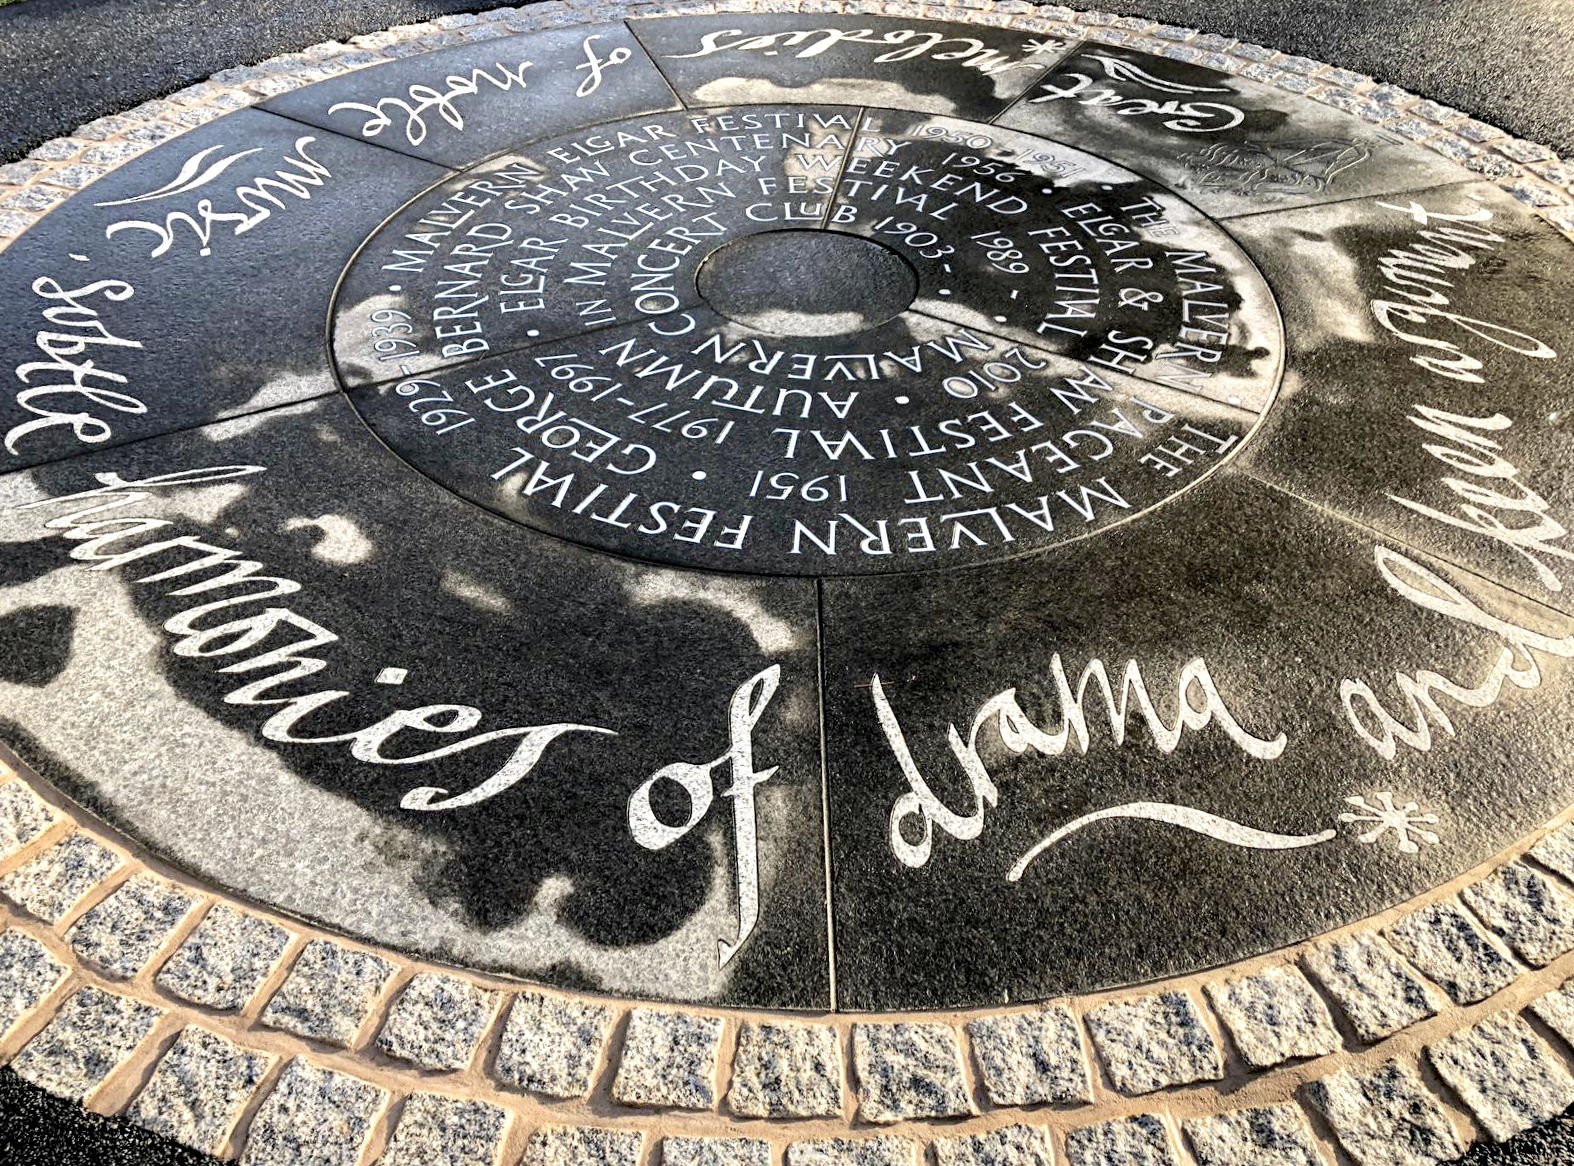 Great
melodies
of
noble
music,
subtle
harmonies
of
drama
and
THE MALVERN FESTIVAL 1929-1939 · MALVERN ELGAR FESTIVAL 1950-1951 · THE MALVERN
PAGEANT 1951 · GEORGE BERNARD SHAW CENTENARY 1956 · ELGAR & SHAW
FESTIVAL 1977-1997 · ELGAR BIRTHDAY WEEKEND FESTIVAL
2010 · AUTUMN IN MALVERN FESTIVAL 1989 - ·
MALVERN CONCERT CLUB 1903- ·